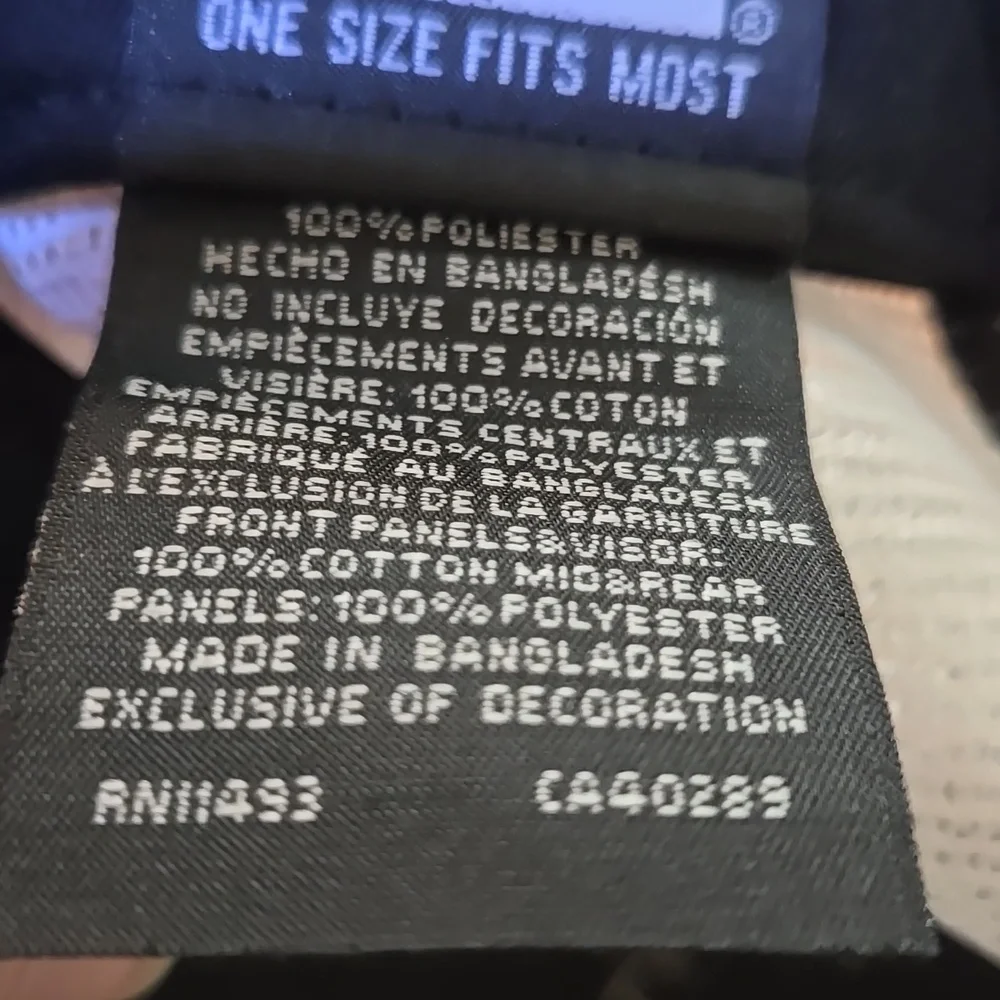 ®
ONE SIZE FITS MOST
100% POLIESTER
HECHO EN BANGLADÉSH
NO INCLUYE DECORACIÓN
EMPIÈCEMENTS AVANT ET
VISIÈRE: 100% COTON
EMPIÈCEMENTS CENTRAUX ET
ARRIÈRE: 100% POLYESTER
FABRIQUÉ AU BANGLADESH
À L'EXCLUSION DE LA GARNITURE
FRONT PANELS&VISOR:
100% COTTON MID&REAR
PANELS: 100% POLYESTER
MADE IN BANGLADESH
EXCLUSIVE OF DECORATION
RN11493 CA40289